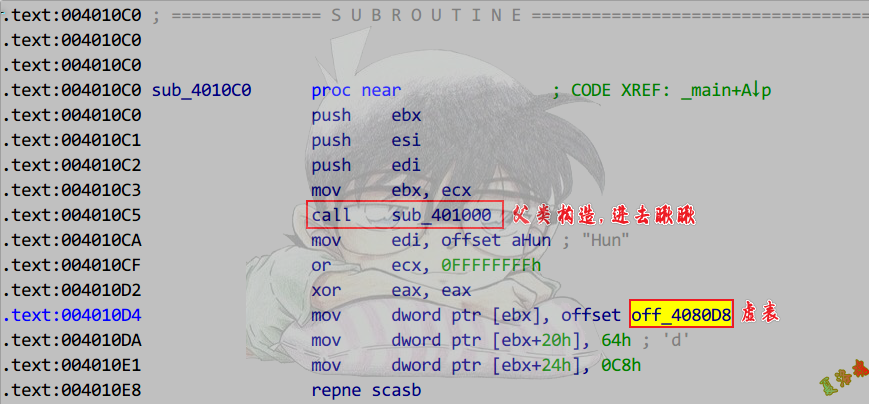 .text:004010C0 ; =============== S U B R O U T I N E =======================================
.text:004010C0
.text:004010C0
.text:004010C0 sub_4010C0 proc near ; CODE XREF: _main+A↓p
.text:004010C0 push ebx
.text:004010C1 push esi
.text:004010C2 push edi
.text:004010C3 mov ebx, ecx
.text:004010C5 call sub_401000 父类构造,进去瞅瞅
.text:004010CA mov edi, offset aHun ; "Hun"
.text:004010CF or ecx, 0FFFFFFFFh
.text:004010D2 xor eax, eax
.text:004010D4 mov dword ptr [ebx], offset off_4080D8 虚表
.text:004010DA mov dword ptr [ebx+20h], 64h ; 'd'
.text:004010E1 mov dword ptr [ebx+24h], 0C8h
.text:004010E8 repne scasb